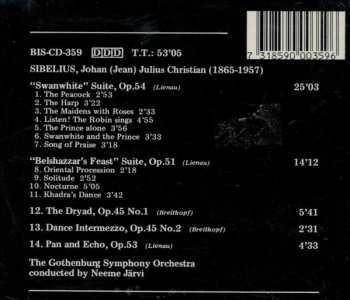 BIS-CD-359 DDD T.T.: 53'05
7 318590 003596
SIBELIUS, Johan (Jean) Julius Christian (1865-1957)
"Swanwhite" Suite, Op.54 (Lienau) 25'03
1. The Peacock 2'53
2. The Harp 3'22
3. The Maidens with Roses 2'33
4. Listen! The Robin sings 4'55
5. The Prince alone 3'56
6. Swanwhite and the Prince 2'33
7. Song of Praise 3'18
"Belshazzar's Feast" Suite, Op.51 (Lienau) 14'12
8. Oriental Procession 2'18
9. Solitude 2'53
10. Nocturne 5'05
11. Khadra's Dance 3'42
12. The Dryad, Op.45 No.1 (Breitkopf) 5'41
13. Dance Intermezzo, Op.45 No.2 (Breitkopf) 2'31
14. Pan and Echo, Op.53 (Lienau) 4'33
The Gothenburg Symphony Orchestra
conducted by Neeme Järvi